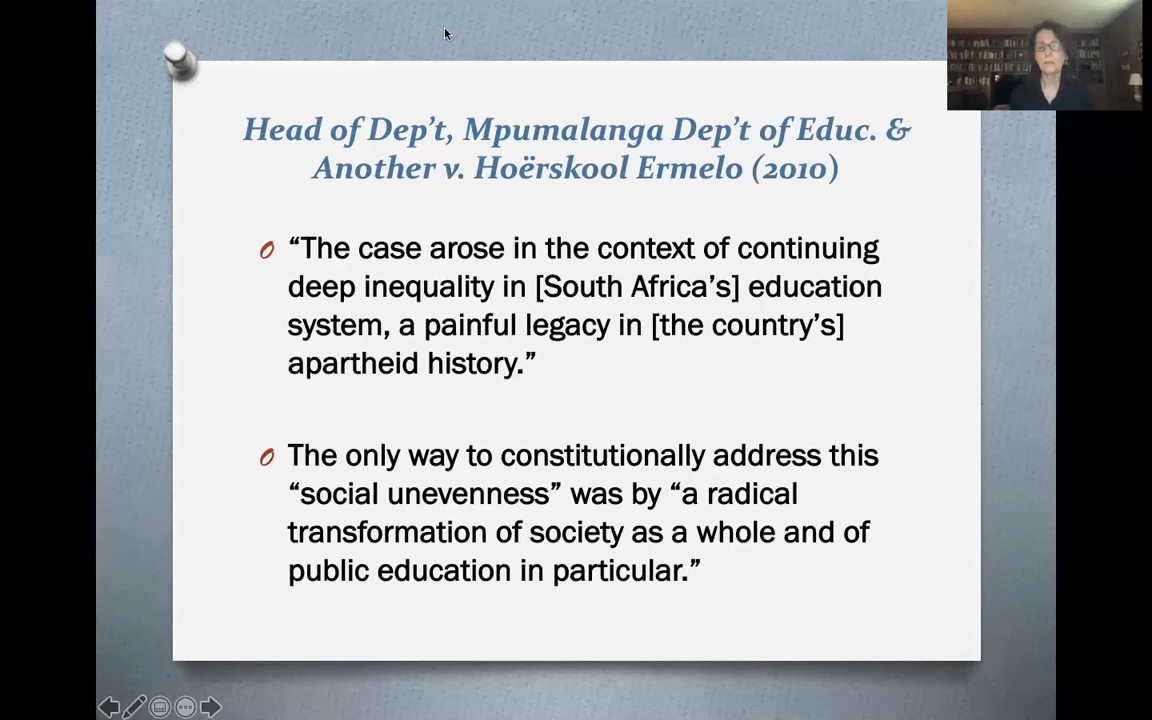 Head of Dep’t, Mpumalanga Dep’t of Educ. &
Another v. Hoërskool Ermelo (2010)
“The case arose in the context of continuing
deep inequality in [South Africa’s] education
system, a painful legacy in [the country’s]
apartheid history.”
The only way to constitutionally address this
“social unevenness” was by “a radical
transformation of society as a whole and of
public education in particular.”